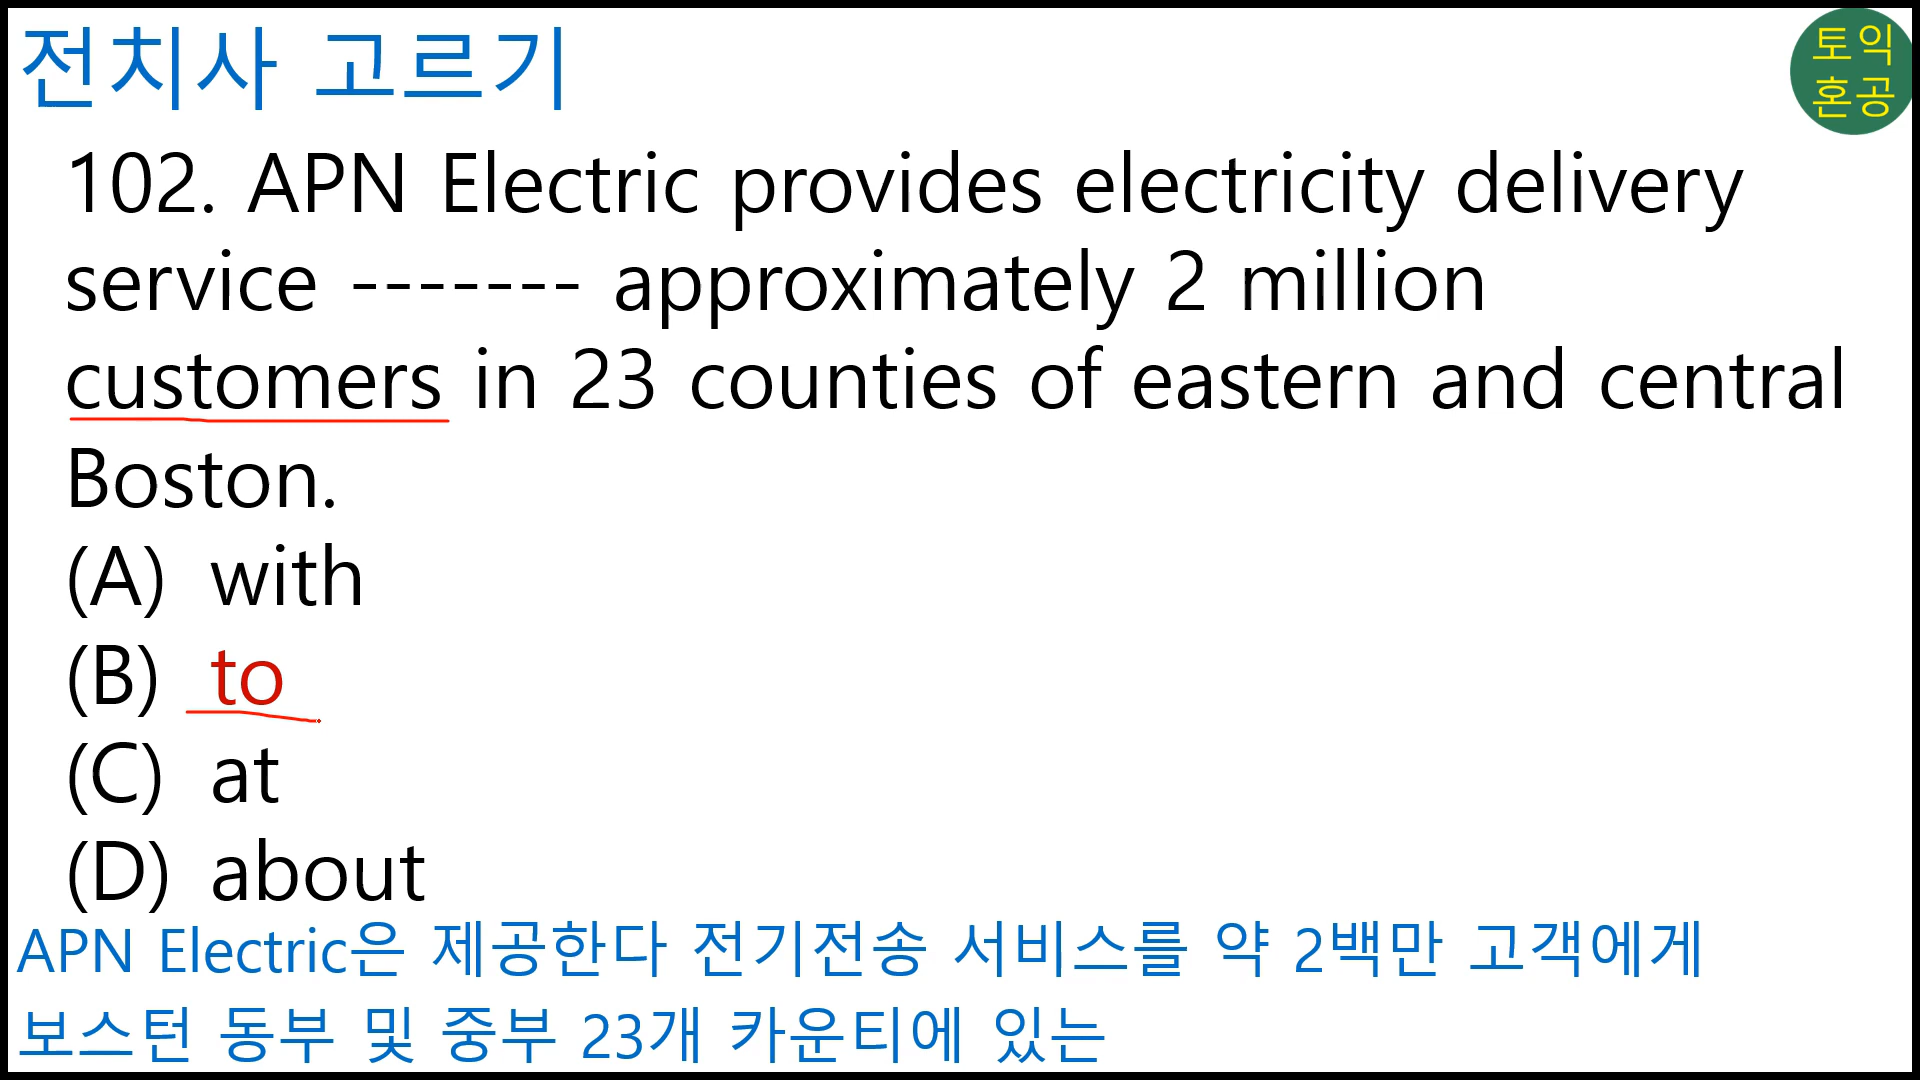 전치사 고르기
토익
혼공
102. APN Electric provides electricity delivery
service ------- approximately 2 million
customers in 23 counties of eastern and central
Boston.
(A) with
(B) to
(C) at
(D) about
APN Electric은 제공한다 전기전송 서비스를 약 2백만 고객에게
보스턴 동부 및 중부 23개 카운티에 있는